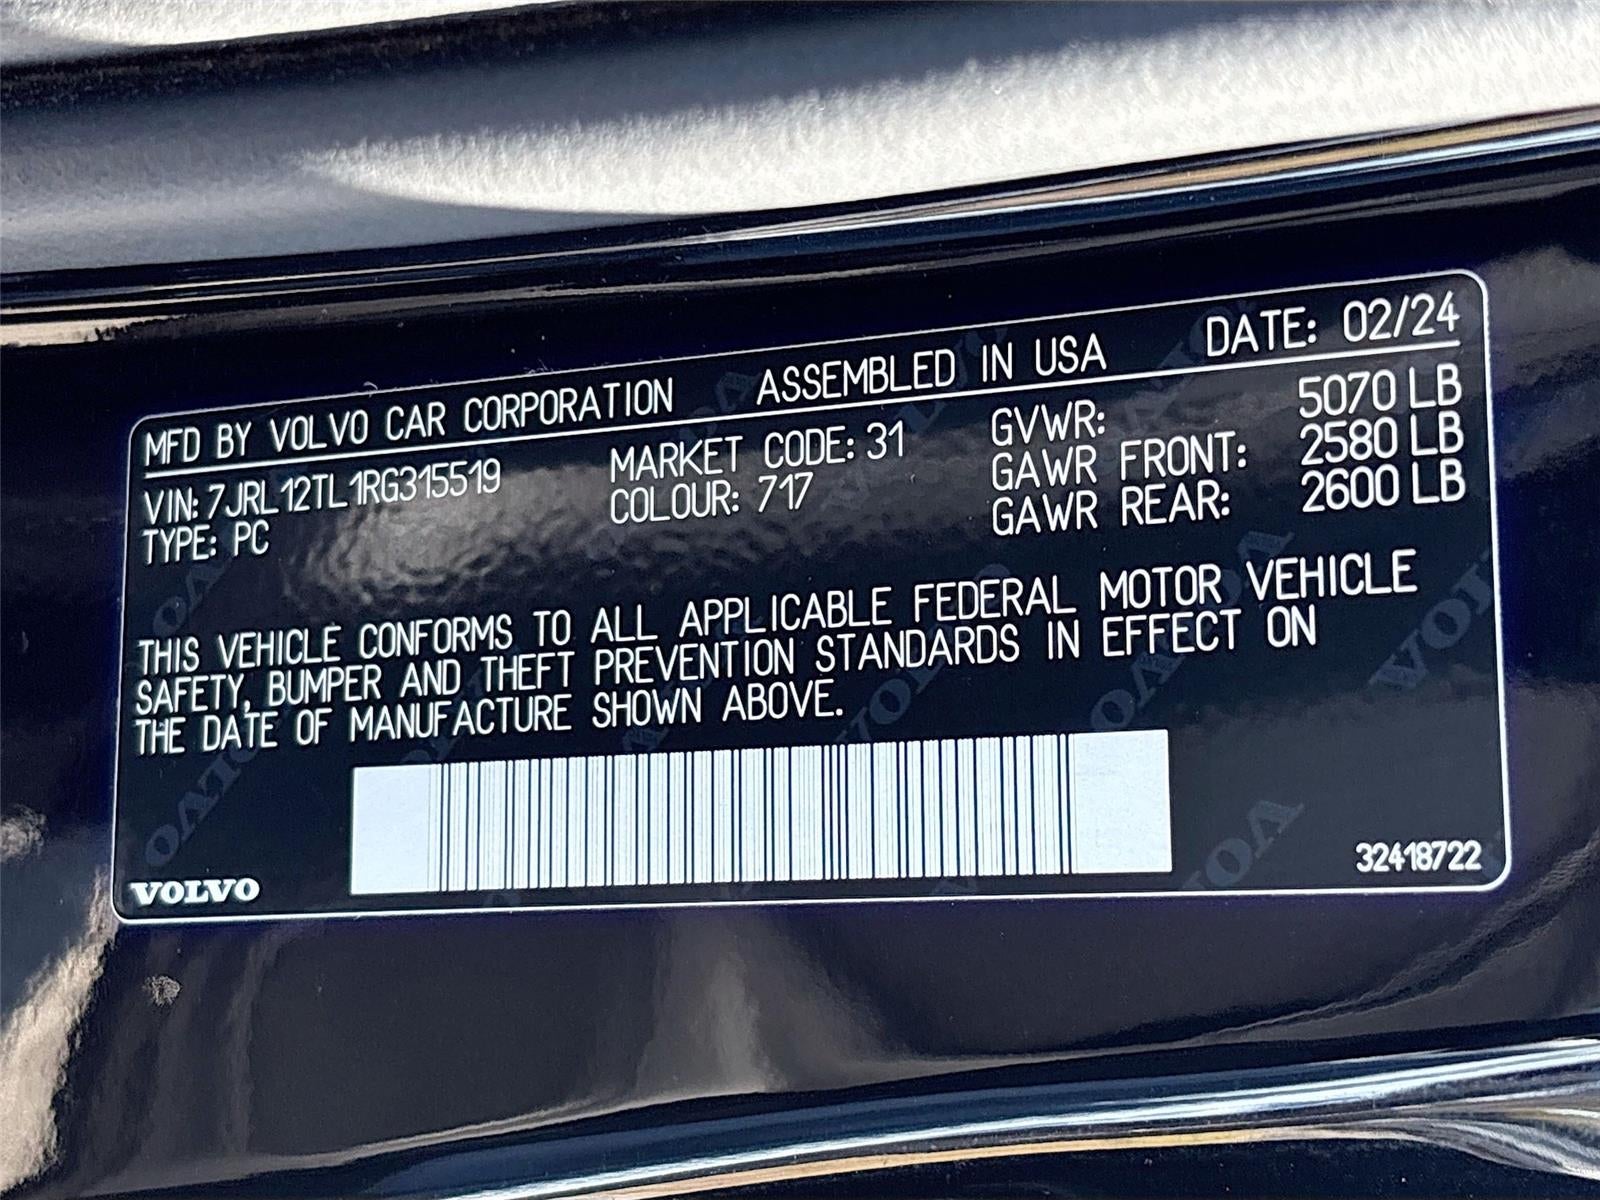 MFD BY VOLVO CAR CORPORATION ASSEMBLED IN USA DATE: 02/24
VIN: 7JRL12TL1RG315519 MARKET CODE: 31 GVWR: 5070 LB
TYPE: PC COLOUR: 717 GAWR FRONT: 2580 LB
GAWR REAR: 2600 LB
THIS VEHICLE CONFORMS TO ALL APPLICABLE FEDERAL MOTOR VEHICLE
SAFETY, BUMPER AND THEFT PREVENTION STANDARDS IN EFFECT ON
THE DATE OF MANUFACTURE SHOWN ABOVE.
VOLVO 32418722